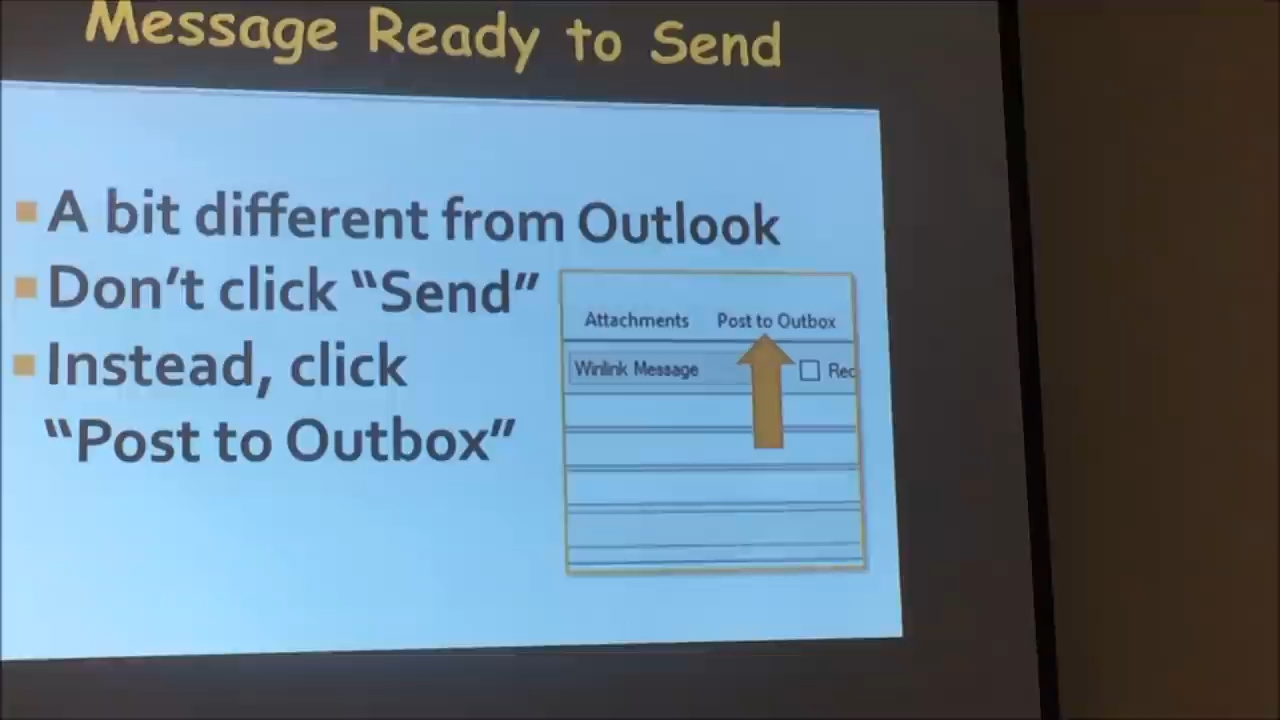 Message Ready to Send
A bit different from Outlook
Don't click “Send”
Instead, click
“Post to Outbox”
Attachments Post to Outbox
Winlink Message Rec